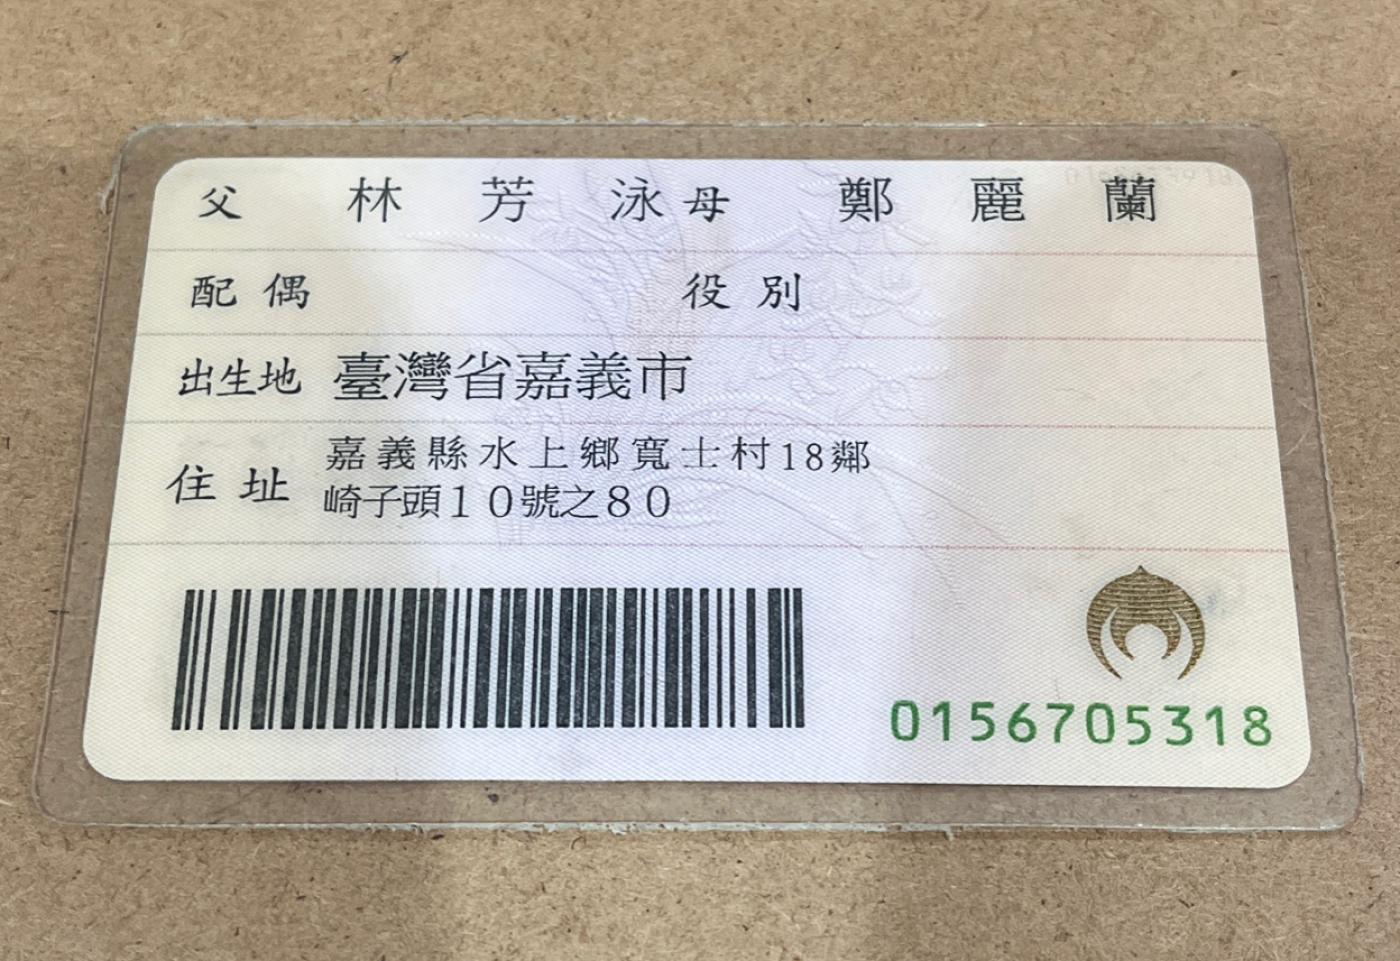 父 林芳泳 母 鄭麗蘭
配偶 役別
出生地 臺灣省嘉義市
住址 嘉義縣水上鄉寬士村18鄰
崎子頭10號之80
0156705318